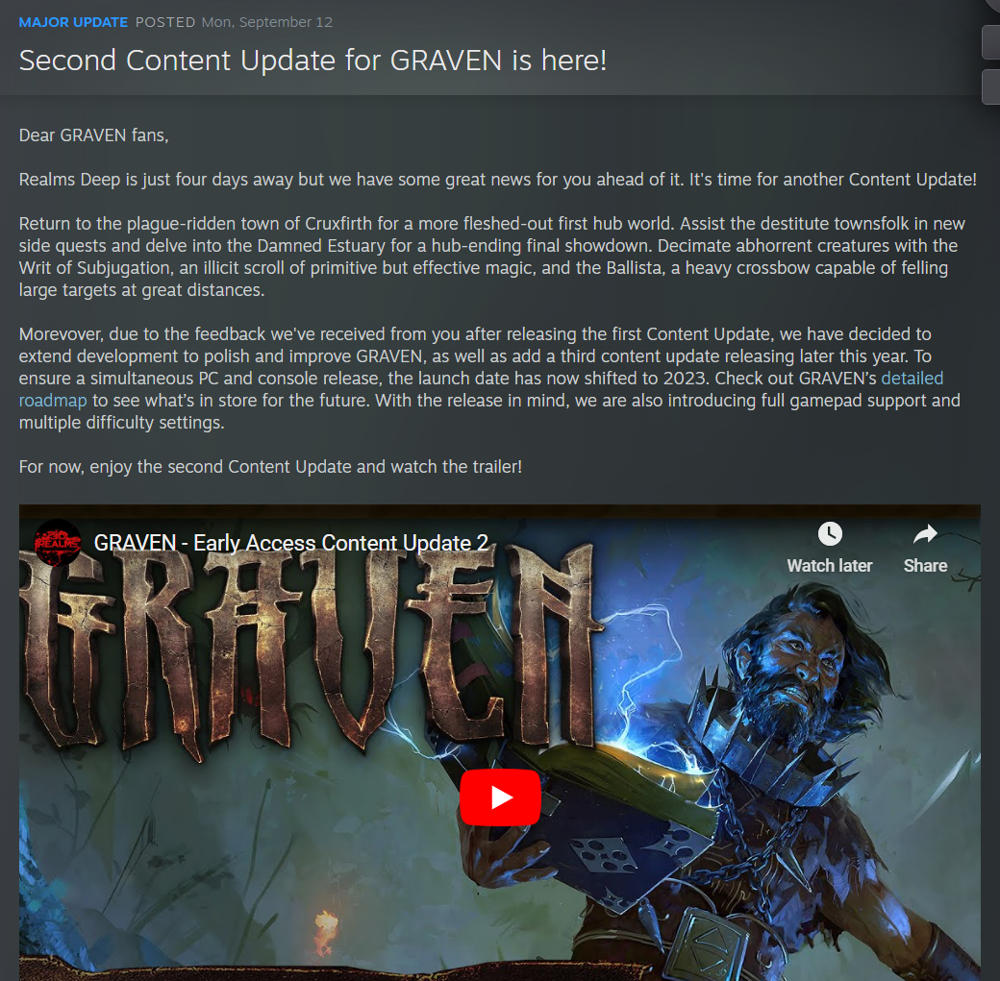 MAJOR UPDATE POSTED Mon, September 12
Second Content Update for GRAVEN is here!
Dear GRAVEN fans,
Realms Deep is just four days away but we have some great news for you ahead of it. It's time for another Content Update!
Return to the plague-ridden town of Cruxfirth for a more fleshed-out first hub world. Assist the destitute townsfolk in new
side quests and delve into the Damned Estuary for a hub-ending final showdown. Decimate abhorrent creatures with the
Writ of Subjugation, an illicit scroll of primitive but effective magic, and the Ballista, a heavy crossbow capable of felling
large targets at great distances.
Morevover, due to the feedback we've received from you after releasing the first Content Update, we have decided to
extend development to polish and improve GRAVEN, as well as add a third content update releasing later this year. To
ensure a simultaneous PC and console release, the launch date has now shifted to 2023. Check out GRAVEN’s detailed
roadmap to see what’s in store for the future. With the release in mind, we are also introducing full gamepad support and
multiple difficulty settings.
For now, enjoy the second Content Update and watch the trailer!
3D
REALMS
GRAVEN - Early Access Content Update 2
Watch later
Share
GRAVEN